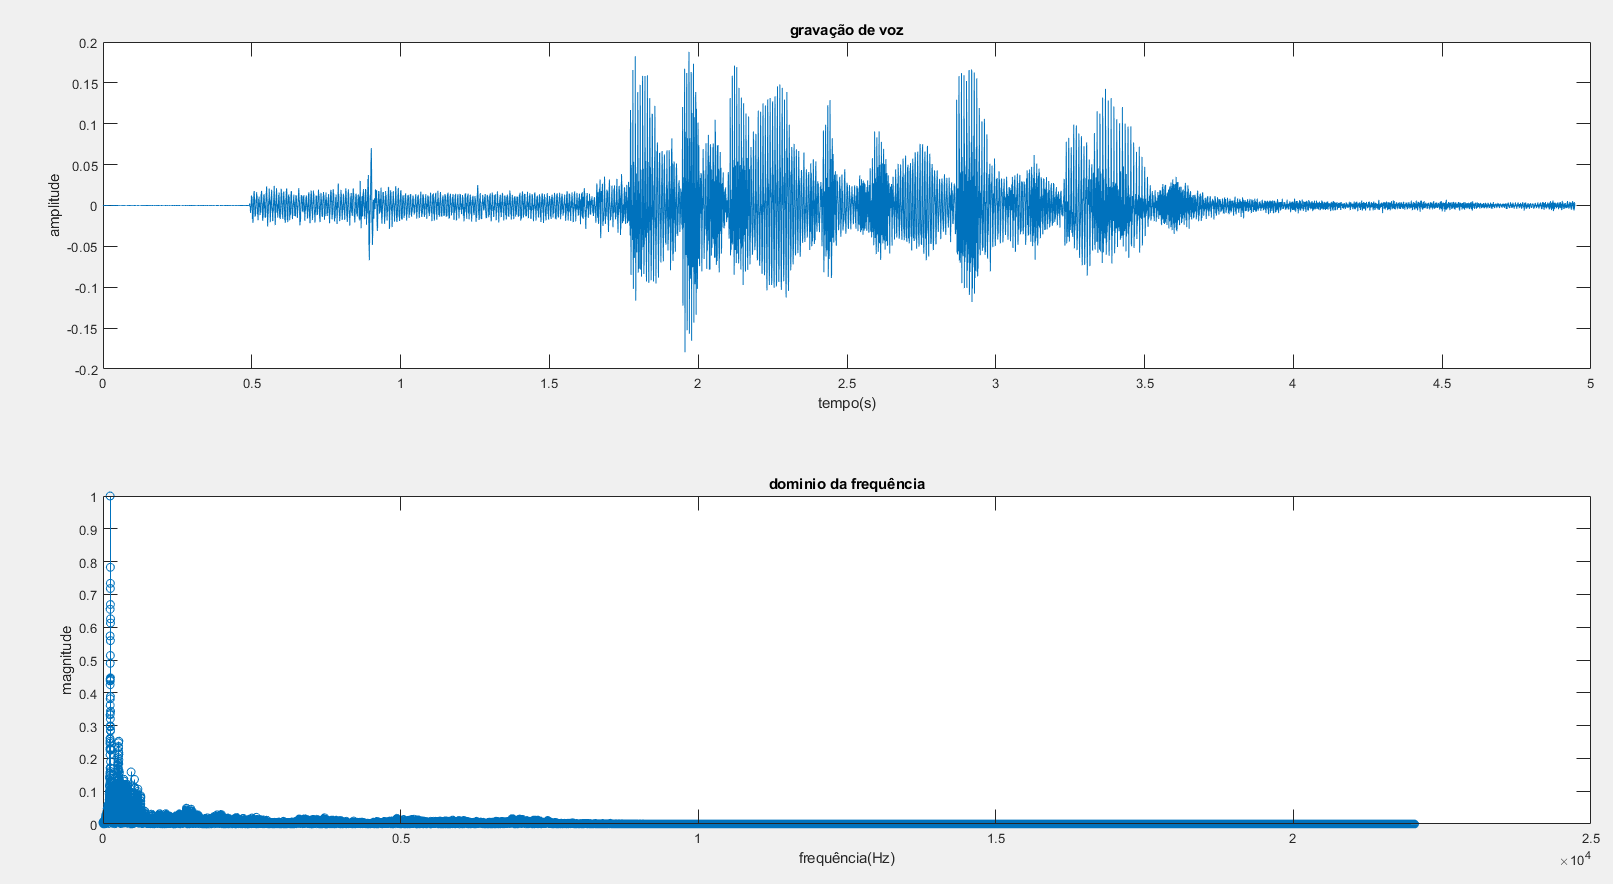 gravação de voz
0.2
0.15
0.1
0.05
0
-0.05
-0.1
-0.15
-0.2
amplitude
0 0.5 1 1.5 2 2.5 3 3.5 4 4.5 5
tempo(s)
dominio da frequência
1
0.9
0.8
0.7
0.6
0.5
0.4
0.3
0.2
0.1
0
magnitude
0 0.5 1 1.5 2 2.5
frequência(Hz)
×10^4